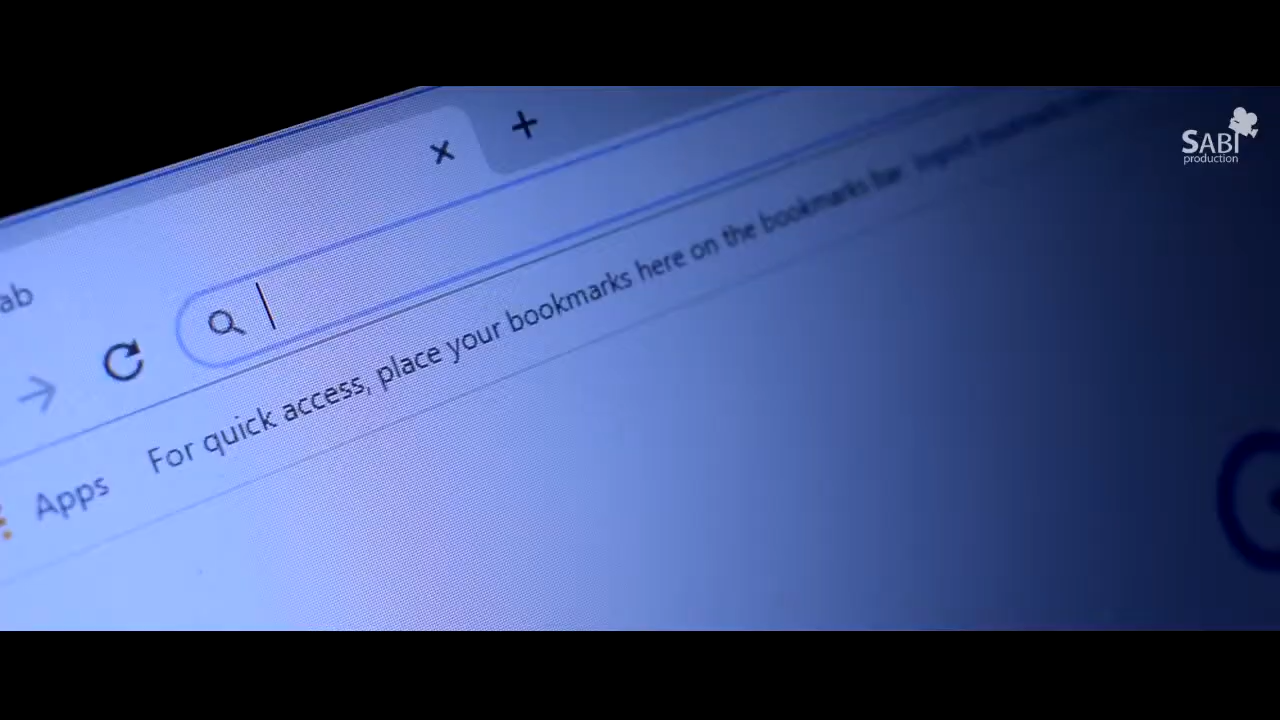 SABI
production
ab
For quick access, place your bookmarks here on the bookmarks bar.
Apps